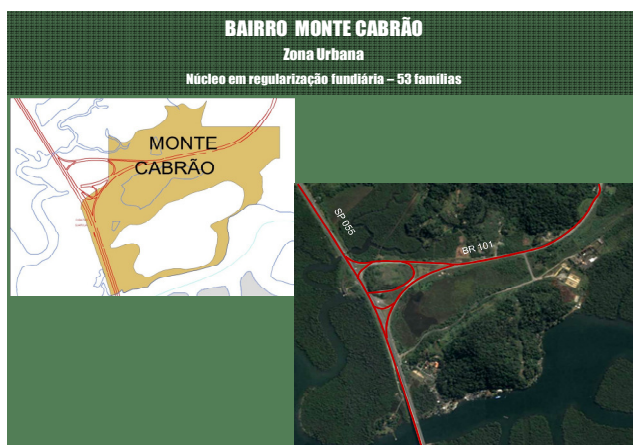 BAIRRO MONTE CABRÃO
Zona Urbana
Núcleo em regularização fundiária – 53 famílias
MONTE
CABRÃO
SP 055
BR 101